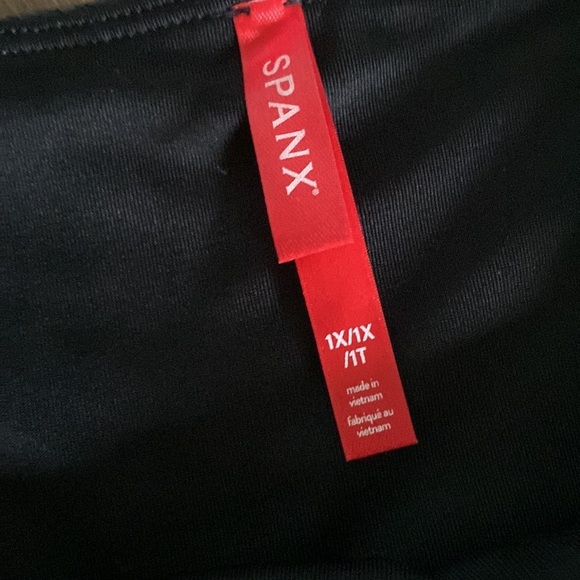 SPANX®
1X/1X
/1T
made in
vietnam
fabriqué au
vietnam